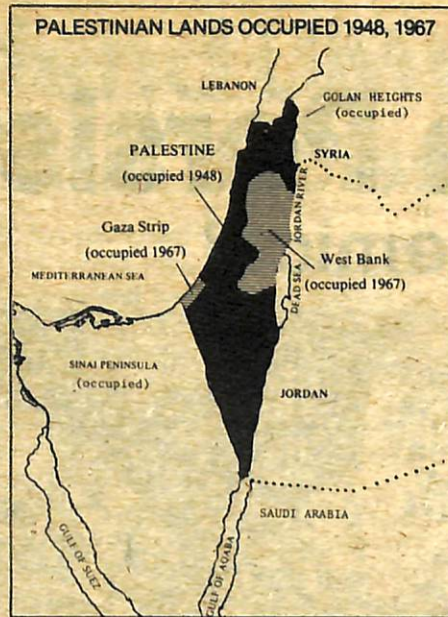 PALESTINIAN LANDS OCCUPIED 1948, 1967
LEBANON
GOLAN HEIGHTS
(occupied)
PALESTINE
(occupied 1948)
SYRIA
JORDAN RIVER
Gaza Strip
(occupied 1967)
West Bank
(occupied 1967)
MEDITERRANEAN SEA
DEAD SEA
SINAI PENINSULA
(occupied)
JORDAN
SAUDI ARABIA
GULF OF SUEZ
GULF OF AQABA